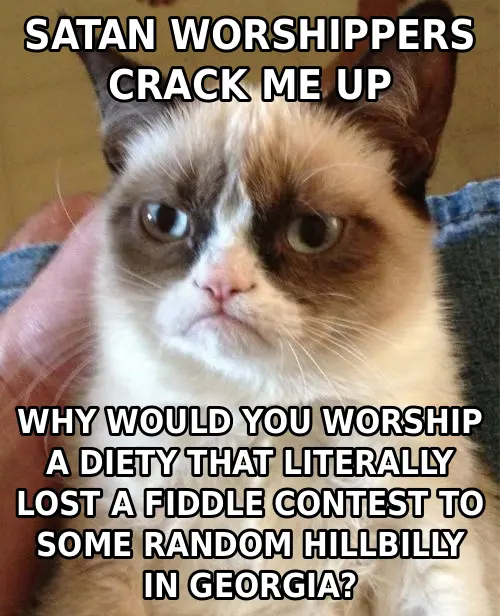 SATAN WORSHIPPERS
CRACK ME UP
WHY WOULD YOU WORSHIP
A DIETY THAT LITERALLY
LOST A FIDDLE CONTEST TO
SOME RANDOM HILLBILLY
IN GEORGIA?